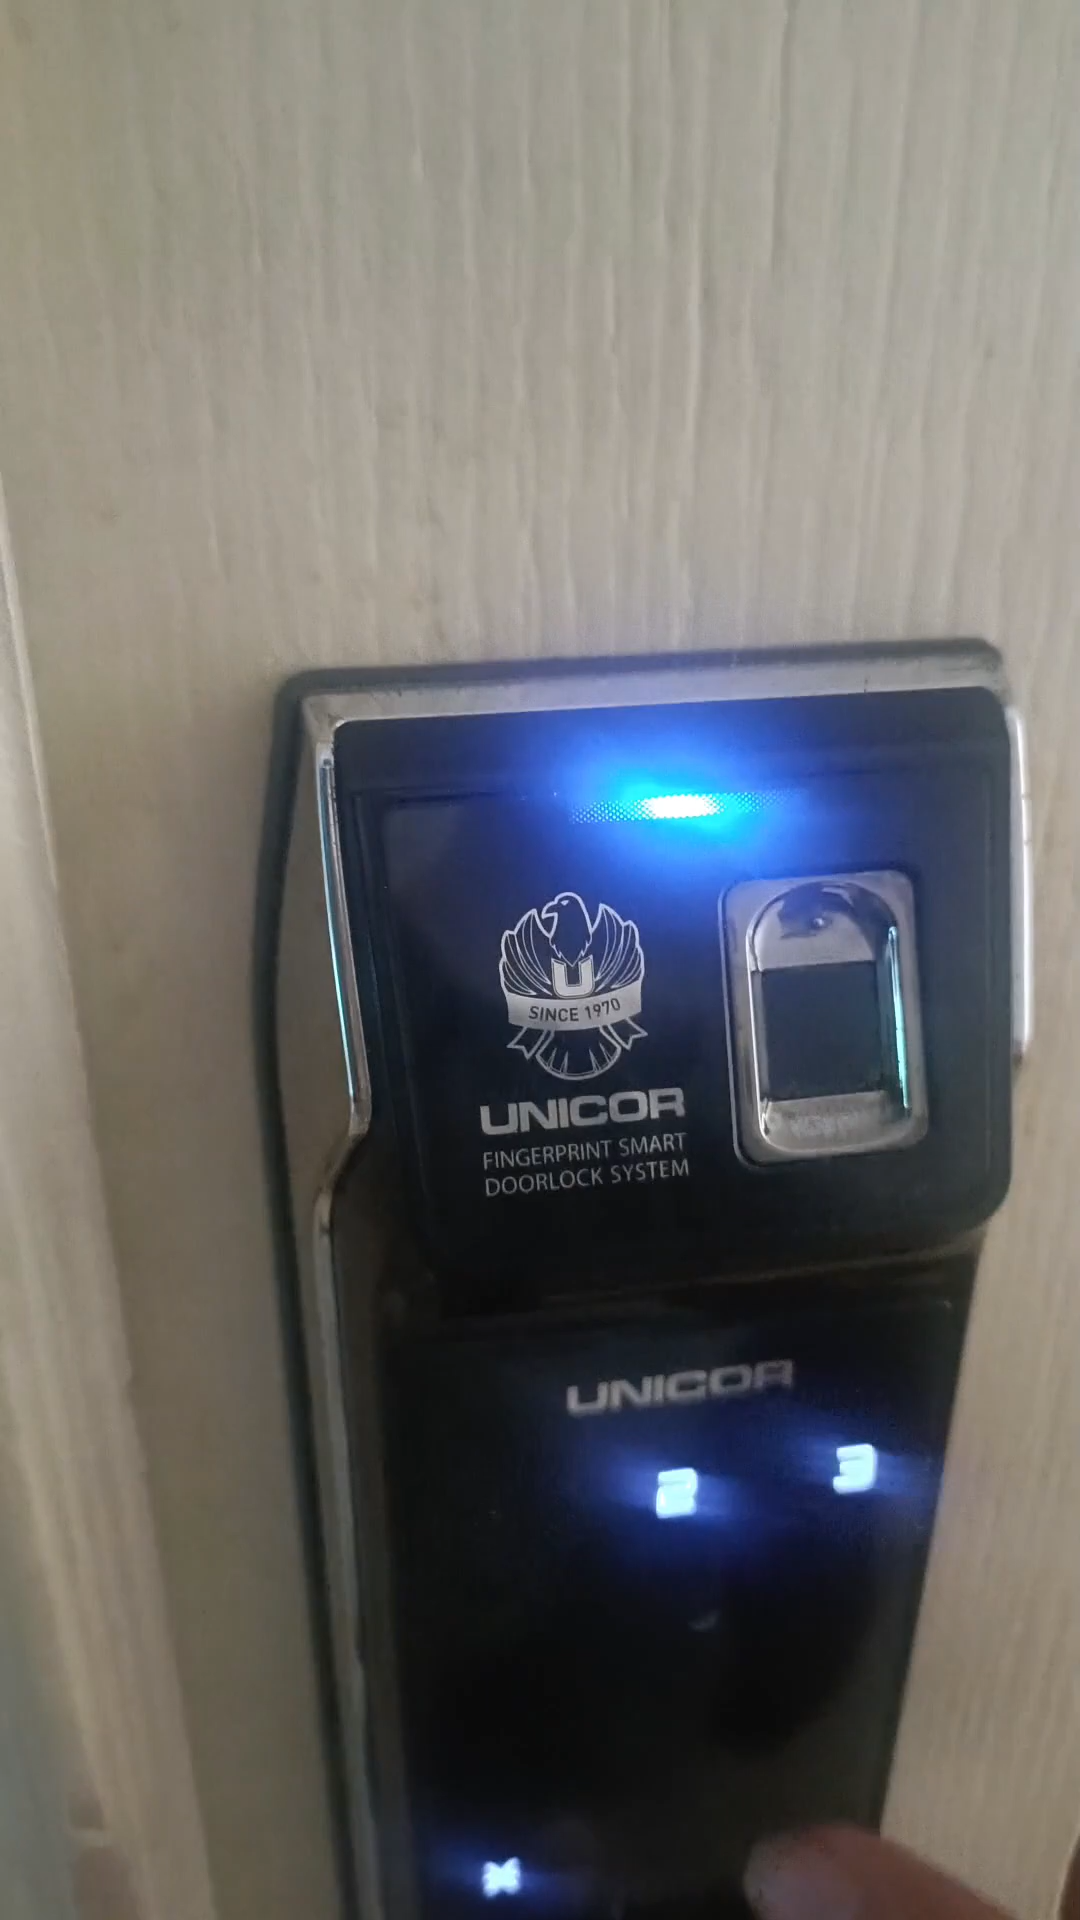 U
SINCE 1970
UNICOR
FINGERPRINT SMART
DOORLOCK SYSTEM
UNICOR
2 3
*